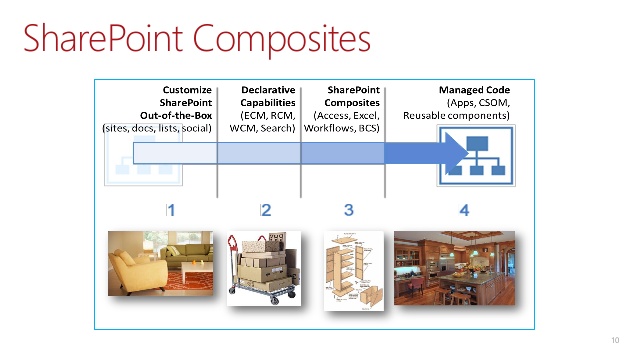 SharePoint Composites
Customize
SharePoint
Out-of-the-Box
(sites, docs, lists, social)
Declarative
Capabilities
(ECM, RCM,
WCM, Search)
SharePoint
Composites
(Access, Excel,
Workflows, BCS)
Managed Code
(Apps, CSOM,
Reusable components)
1
2
3
4
10